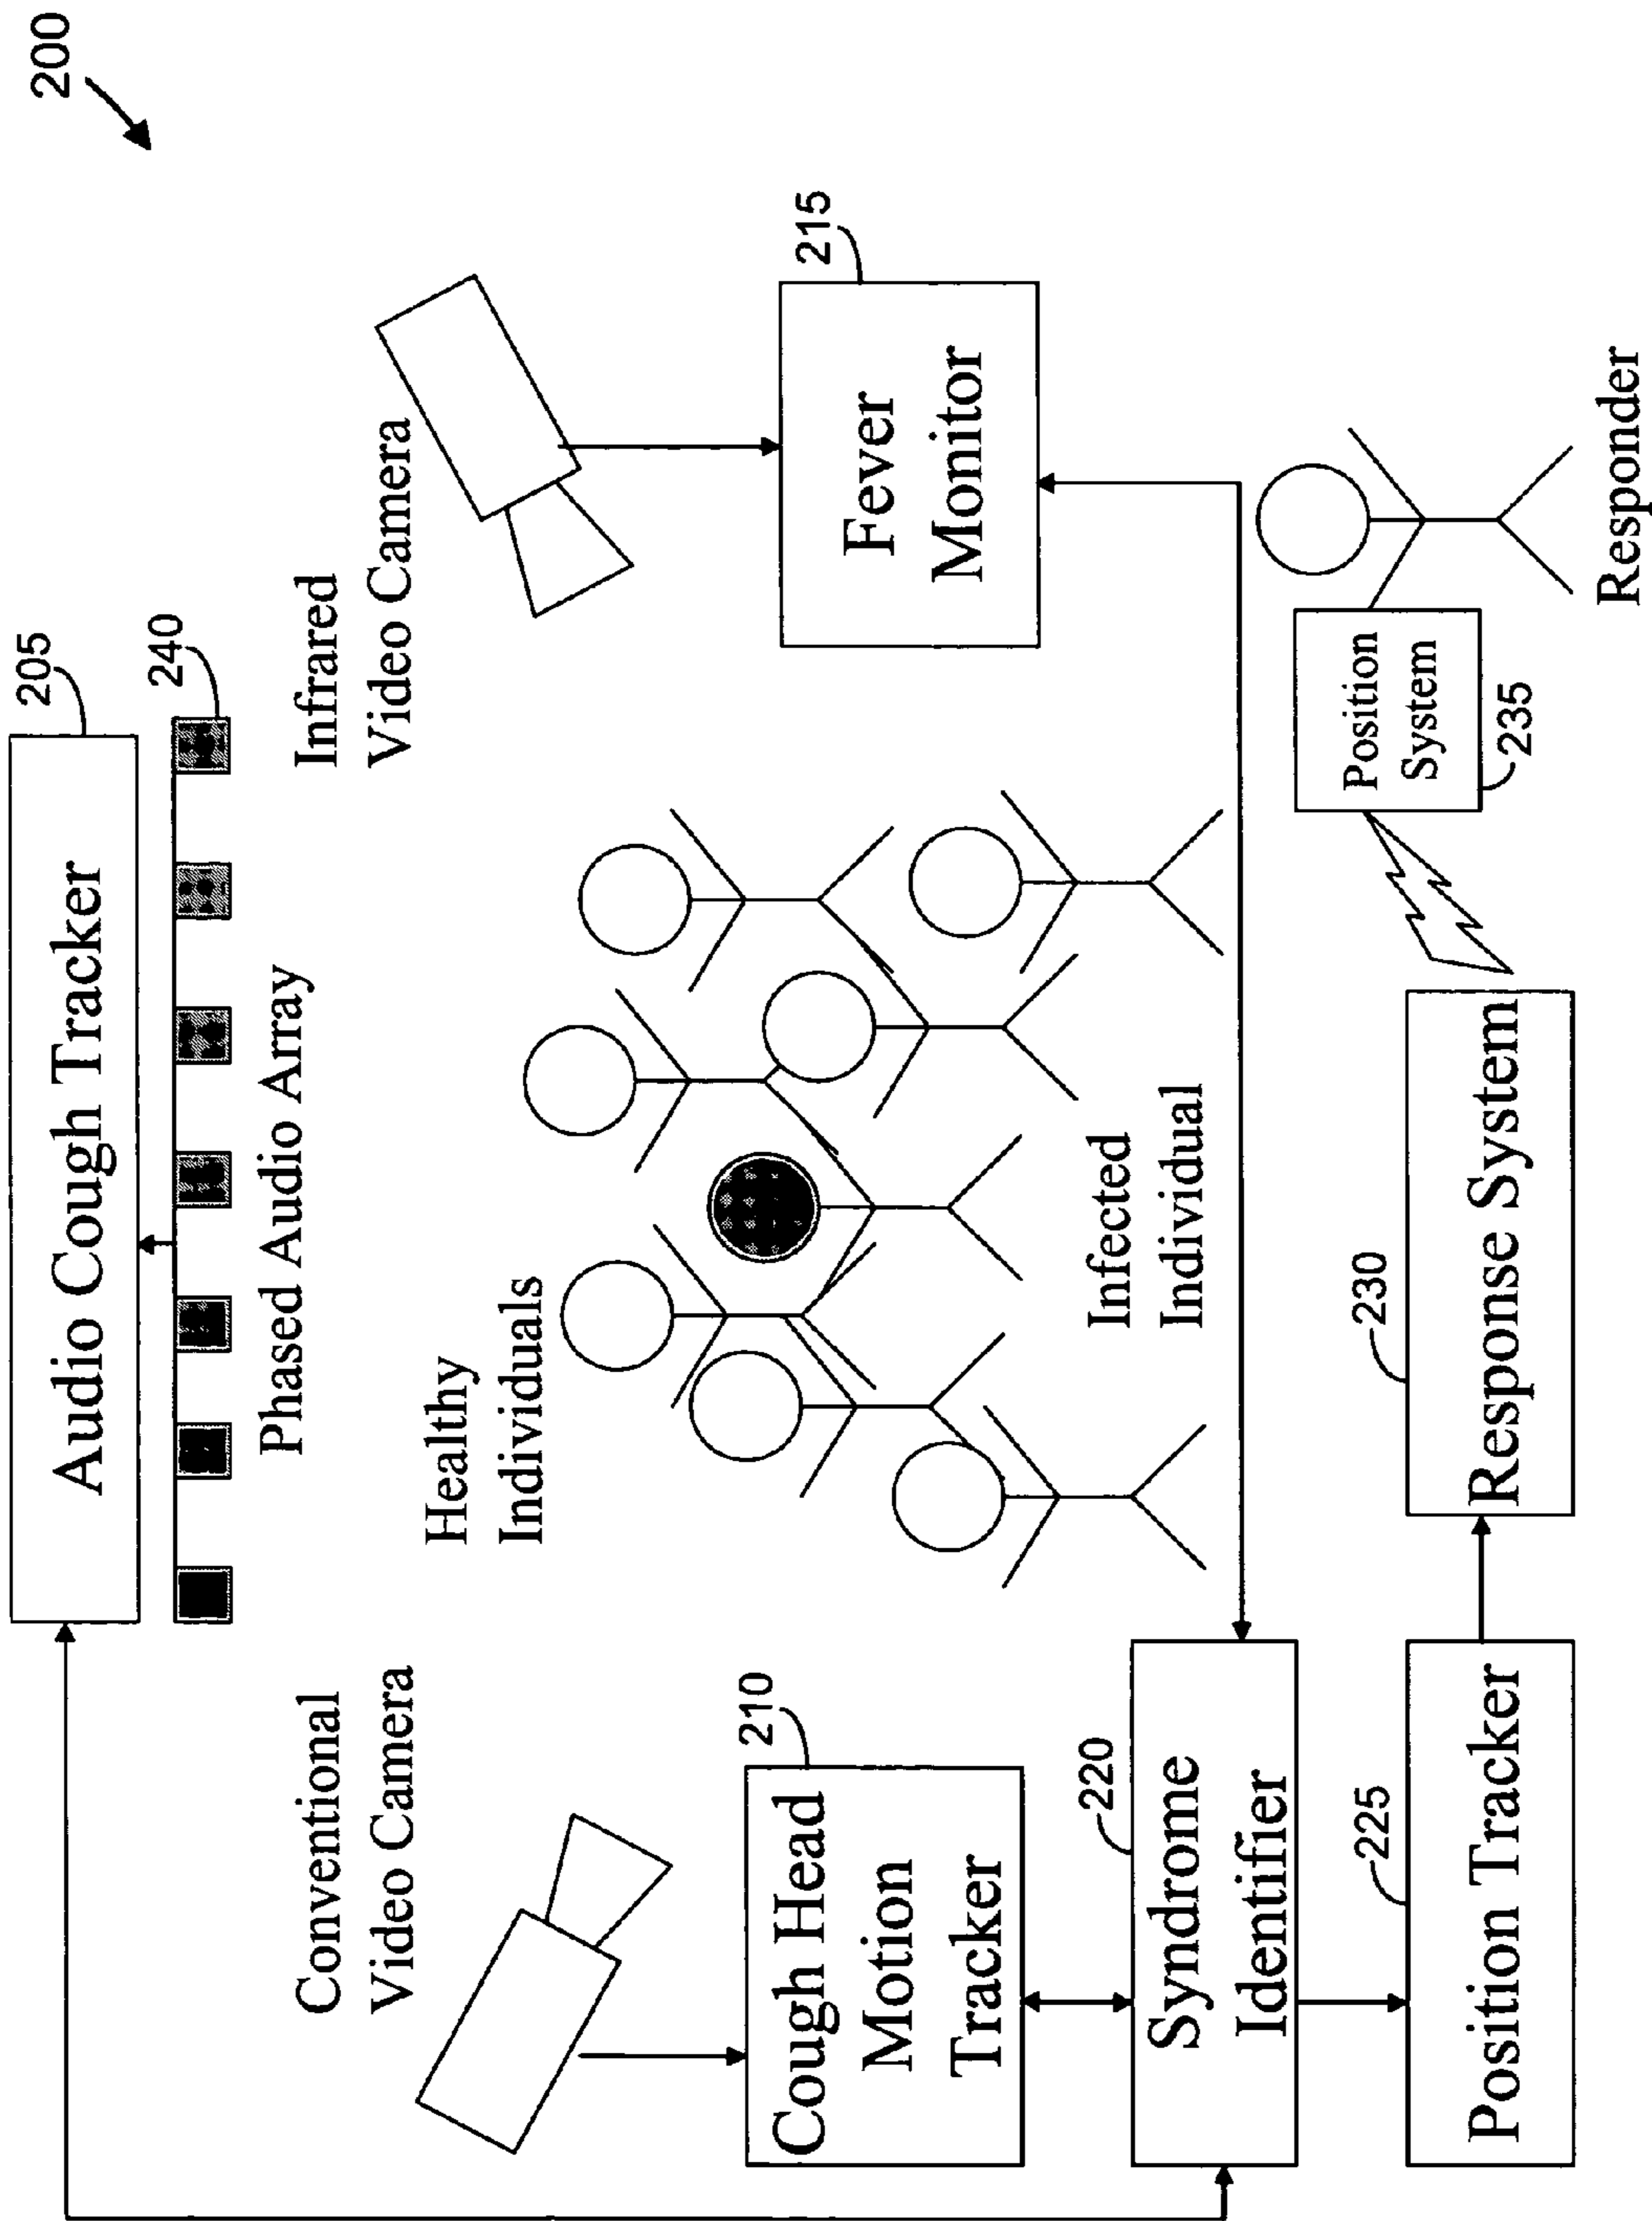 200
205
Audio Cough Tracker
240
Phased Audio Array
Conventional
Video Camera
Infrared
Video Camera
Healthy
Individuals
210
Cough Head
Motion
Tracker
215
Fever
Monitor
Infected
Individual
220
Syndrome
Identifier
225
Position Tracker
230
Response System
Position
System
235
Responder